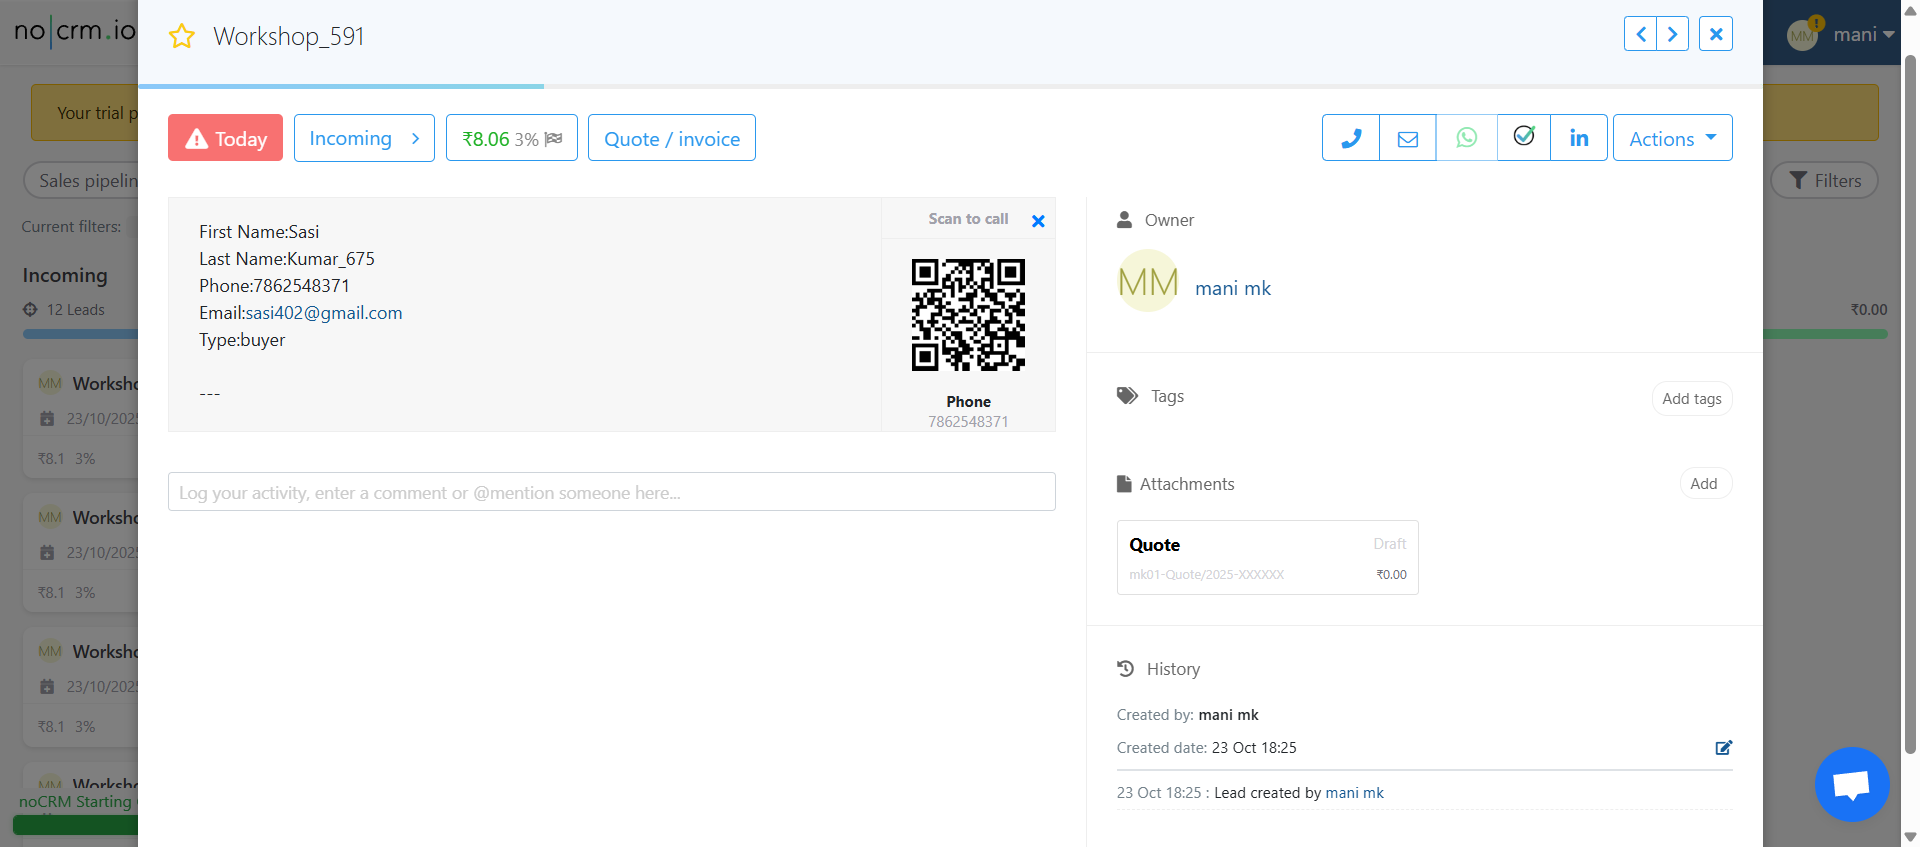 no|crm.io
Workshop_591
MM
mani
Your trial p
Today
Incoming
₹8.06 3%
Quote / invoice
Actions
Sales pipelin
Filters
Current filters:
Incoming
12 Leads
₹0.00
MM Worksho
23/10/2025
₹8.1 3%
MM Worksho
23/10/2025
₹8.1 3%
MM Worksho
23/10/2025
₹8.1 3%
MM Worksho
noCRM Starting
First Name:Sasi
Last Name:Kumar_675
Phone:7862548371
Email:sasi402@gmail.com
Type:buyer
---
Scan to call
Phone
7862548371
Log your activity, enter a comment or @mention someone here...
Owner
MM
mani mk
Tags
Add tags
Attachments
Add
Quote
Draft
mk01-Quote/2025-XXXXXX
₹0.00
History
Created by: mani mk
Created date: 23 Oct 18:25
23 Oct 18:25 : Lead created by mani mk